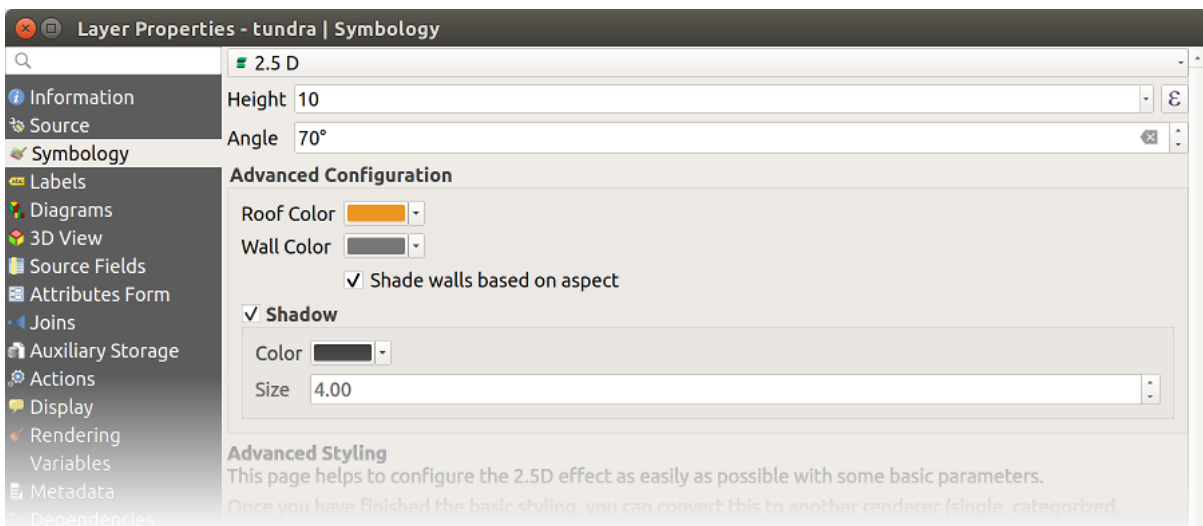 Layer Properties - tundra | Symbology
2.5 D
Information
Height 10 ε
Source
Angle 70°
Symbology
Advanced Configuration
Labels
Diagrams
Roof Color
3D View
Wall Color
Source Fields
Shade walls based on aspect
Attributes Form
Joins
Shadow
Auxiliary Storage
Color
Actions
Size 4.00
Display
Rendering
Advanced Styling
Variables
This page helps to configure the 2.5D effect as easily as possible with some basic parameters.
Metadata
Once you have finished the basic styling, you can convert this to another renderer (single, categorized,
Dependencies